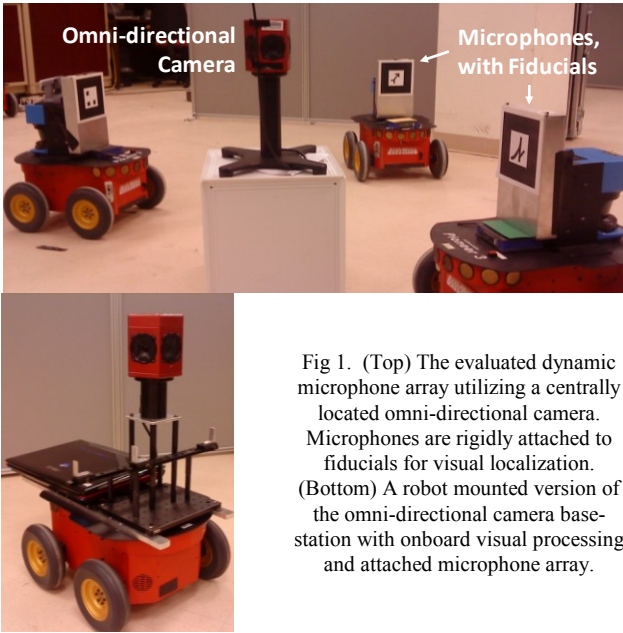 Omni-directional
Camera
Microphones,
with Fiducials
Fig 1. (Top) The evaluated dynamic
microphone array utilizing a centrally
located omni-directional camera.
Microphones are rigidly attached to
fiducials for visual localization.
(Bottom) A robot mounted version of
the omni-directional camera base-
station with onboard visual processing
and attached microphone array.